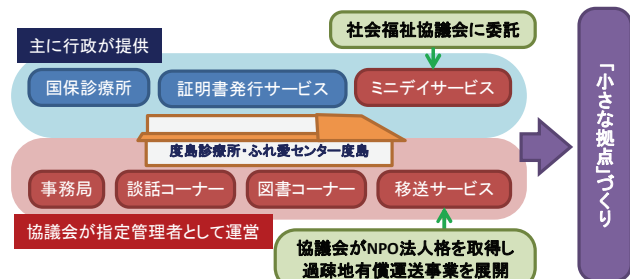 社会福祉協議会に委託
主に行政が提供
国保診療所
証明書発行サービス
ミニデイサービス
度島診療所・ふれ愛センター度島
事務局
談話コーナー
図書コーナー
移送サービス
協議会が指定管理者として運営
協議会がNPO法人格を取得し
過疎地有償運送事業を展開
「小さな拠点」づくり